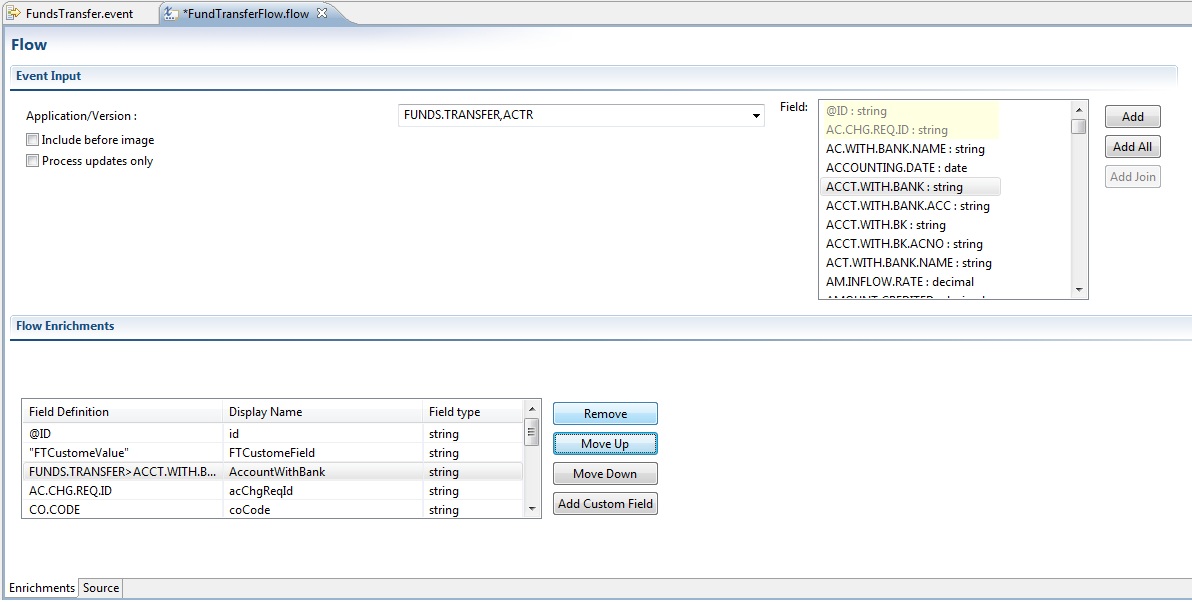 FundsTransfer.event *FundTransferFlow.flow
Flow
Event Input
Application/Version : FUNDS.TRANSFER,ACTR
Include before image
Process updates only
Field:
@ID : string
AC.CHG.REQ.ID : string
AC.WITH.BANK.NAME : string
ACCOUNTING.DATE : date
ACCT.WITH.BANK : string
ACCT.WITH.BANK.ACC : string
ACCT.WITH.BK : string
ACCT.WITH.BK.ACNO : string
ACT.WITH.BANK.NAME : string
AM.INFLOW.RATE : decimal
Add
Add All
Add Join
Flow Enrichments
Field Definition Display Name Field type
@ID id string
"FTCustomeValue" FTCustomeField string
FUNDS.TRANSFER>ACCT.WITH.B... AccountWithBank string
AC.CHG.REQ.ID acChgReqId string
CO.CODE coCode string
Remove
Move Up
Move Down
Add Custom Field
Enrichments Source